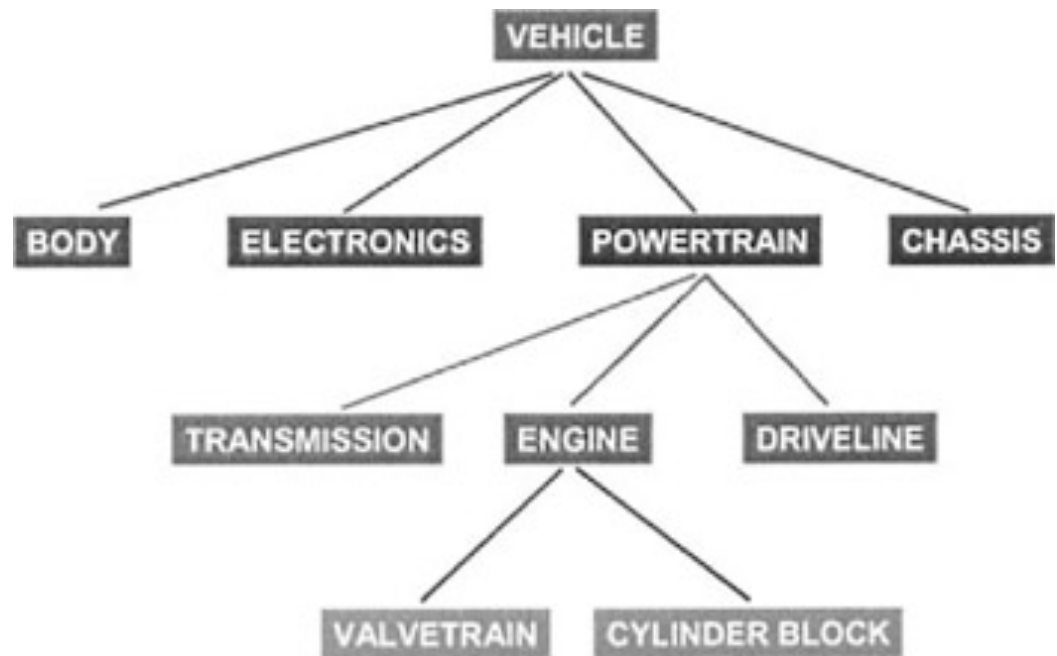 VEHICLE
BODY ELECTRONICS POWERTRAIN CHASSIS
TRANSMISSION ENGINE DRIVELINE
VALVETRAIN CYLINDER BLOCK